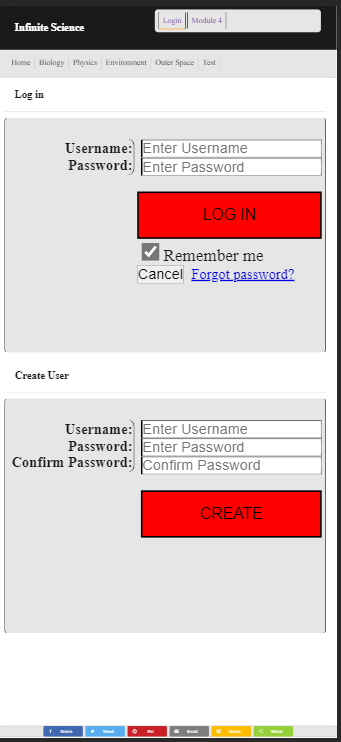 Infinite Science
Login Module 4
Home Biology Physics Environment Outer Space Test
Log in
Username: Enter Username
Password: Enter Password
LOG IN
Remember me
Cancel Forgot password?
Create User
Username: Enter Username
Password: Enter Password
Confirm Password: Confirm Password
CREATE
Share Tweet Pin Email Share Share